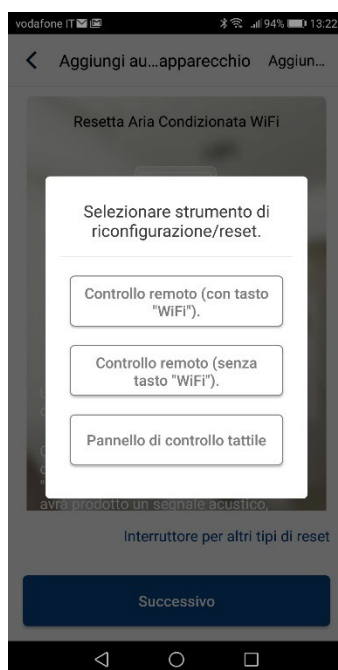 vodafone IT 94% 13:22
Aggiungi au...apparecchio Aggiun...
Resetta Aria Condizionata WiFi
Selezionare strumento di
riconfigurazione/reset.
Controllo remoto (con tasto
"WiFi").
Controllo remoto (senza
tasto "WiFi").
Pannello di controllo tattile
avrà prodotto un segnale acustico,
Interruttore per altri tipi di reset
Successivo